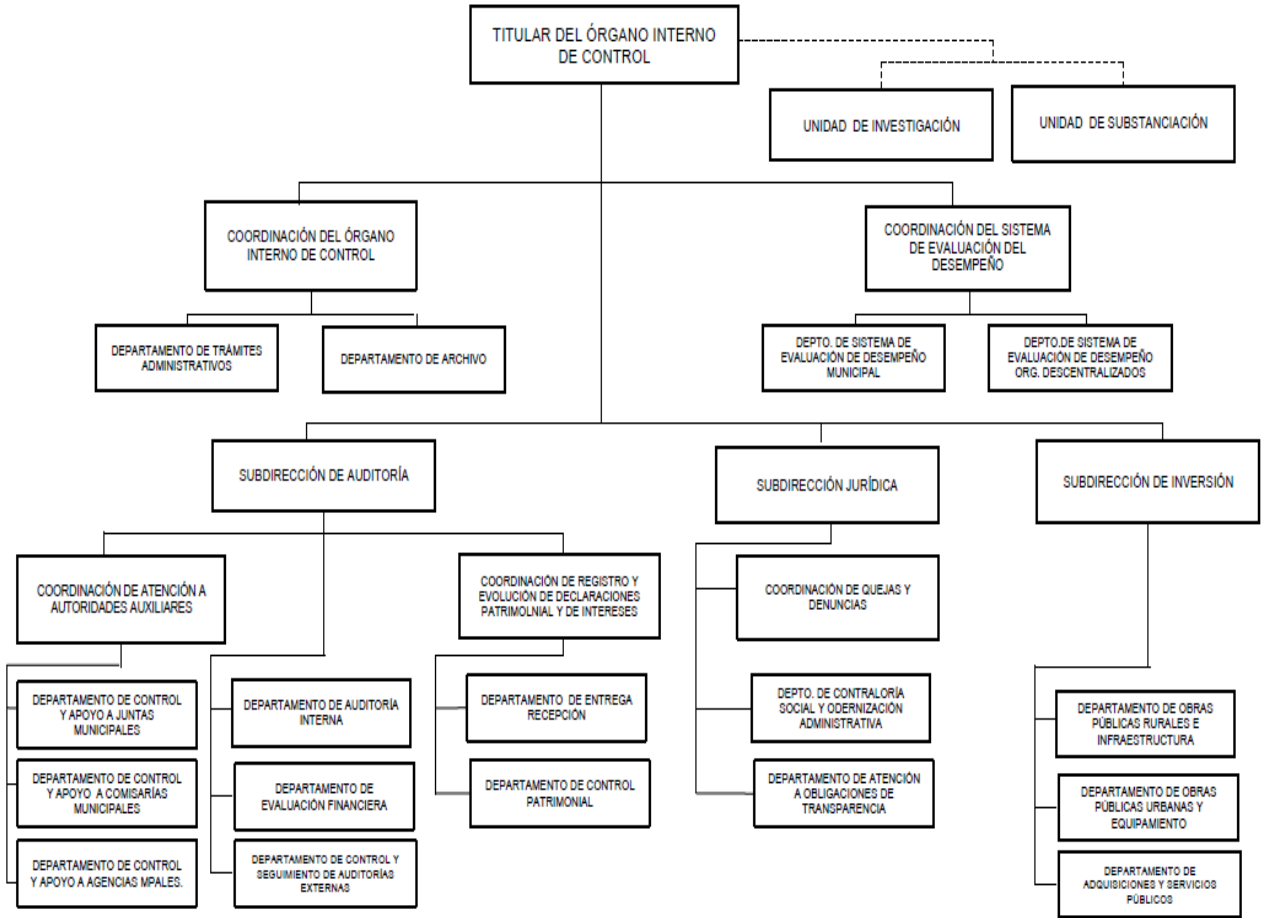 TITULAR DEL ÓRGANO INTERNO
DE CONTROL
UNIDAD DE INVESTIGACIÓN
UNIDAD DE SUBSTANCIACIÓN
COORDINACIÓN DEL ÓRGANO
INTERNO DE CONTROL
COORDINACIÓN DEL SISTEMA
DE EVALUACIÓN DEL
DESEMPEÑO
DEPARTAMENTO DE TRÁMITES
ADMINISTRATIVOS
DEPARTAMENTO DE ARCHIVO
DEPTO. DE SISTEMA DE
EVALUACIÓN DE DESEMPEÑO
MUNICIPAL
DEPTO.DE SISTEMA DE
EVALUACIÓN DE DESEMPEÑO
ORG. DESCENTRALIZADOS
SUBDIRECCIÓN DE AUDITORÍA
SUBDIRECCIÓN JURÍDICA
SUBDIRECCIÓN DE INVERSIÓN
COORDINACIÓN DE ATENCIÓN A
AUTORIDADES AUXILIARES
COORDINACIÓN DE REGISTRO Y
EVOLUCIÓN DE DECLARACIONES
PATRIMOLNIAL Y DE INTERESES
COORDINACIÓN DE QUEJAS Y
DENUNCIAS
DEPARTAMENTO DE CONTROL
Y APOYO A JUNTAS
MUNICIPALES
DEPARTAMENTO DE AUDITORÍA
INTERNA
DEPARTAMENTO DE ENTREGA
RECEPCIÓN
DEPTO. DE CONTRALORÍA
SOCIAL Y ODERNIZACIÓN
ADMINISTRATIVA
DEPARTAMENTO DE OBRAS
PÚBLICAS RURALES E
INFRAESTRUCTURA
DEPARTAMENTO DE CONTROL
Y APOYO A COMISARÍAS
MUNICIPALES
DEPARTAMENTO DE
EVALUACIÓN FINANCIERA
DEPARTAMENTO DE CONTROL
PATRIMONIAL
DEPARTAMENTO DE ATENCIÓN
A OBLIGACIONES DE
TRANSPARENCIA
DEPARTAMENTO DE OBRAS
PÚBLICAS URBANAS Y
EQUIPAMIENTO
DEPARTAMENTO DE CONTROL
Y APOYO A AGENCIAS MPALES.
DEPARTAMENTO DE CONTROL Y
SEGUIMIENTO DE AUDITORÍAS
EXTERNAS
DEPARTAMENTO DE
ADQUISICIONES Y SERVICIOS
PÚBLICOS